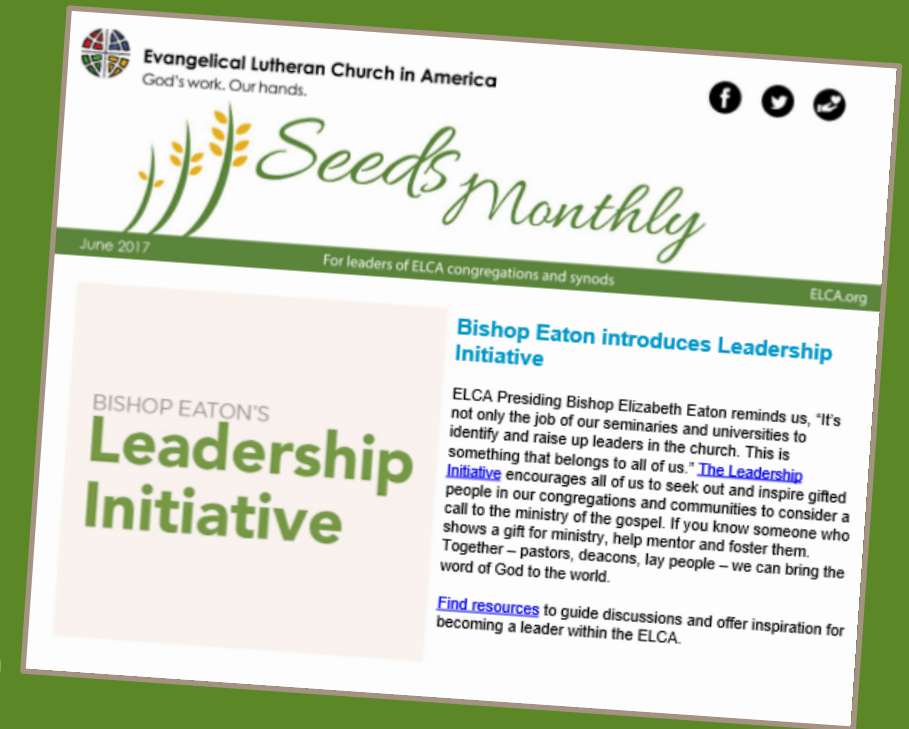 Evangelical Lutheran Church in America
God's work. Our hands.
Seeds Monthly
June 2017
For leaders of ELCA congregations and synods
ELCA.org
BISHOP EATON'S
Leadership
Initiative
Bishop Eaton introduces Leadership
Initiative
ELCA Presiding Bishop Elizabeth Eaton reminds us, “It’s
not only the job of our seminaries and universities to
identify and raise up leaders in the church. This is
something that belongs to all of us.” The Leadership
Initiative encourages all of us to seek out and inspire gifted
people in our congregations and communities to consider a
call to the ministry of the gospel. If you know someone who
shows a gift for ministry, help mentor and foster them.
Together – pastors, deacons, lay people – we can bring the
word of God to the world.
Find resources to guide discussions and offer inspiration for
becoming a leader within the ELCA.